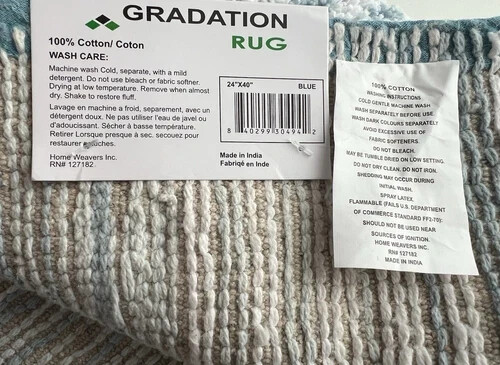 GRADATION
RUG
100% Cotton/ Coton
WASH CARE:
Machine wash Cold, separate, with a mild
detergent. Do not use bleach or fabric softner.
Drying at low temperature. Remove when almost
dry. Shake to restore fluff.
Lavage en machine a froid, separement, avec un
détergent doux. Ne pas utiliser l'eau de javel ou
d'adoucissant. Sécher à basse température.
Retirer Lorsque presque à sec. secouez pour
restaurer
Home Weavers Inc.
RN# 127182
24"X40" BLUE
8 40299 30494 2
Made in India
Fabriqé en Inde
100% COTTON
WASHING INSTRUCTIONS
COLD GENTLE MACHINE WASH
WASH SEPARATELY BEFORE USE.
WASH DARK COLOURS SEPARATELY
AVOID EXCESSIVE USE OF
FABRIC SOFTENERS.
DO NOT BLEACH.
MAY BE TUMBLE DRIED ON LOW SETTING.
DO NOT DRY CLEAN. DO NOT IRON.
SHEDDING MAY OCCUR DURING
INITIAL WASH.
SPRAY LATEX.
FLAMMABLE (FAILS U.S. DEPARTMENT
OF COMMERCE STANDARD FF2-70):
SHOULD NOT BE USED NEAR
SOURCES OF IGNITION.
HOME WEAVERS INC.
RN# 127182
MADE IN INDIA